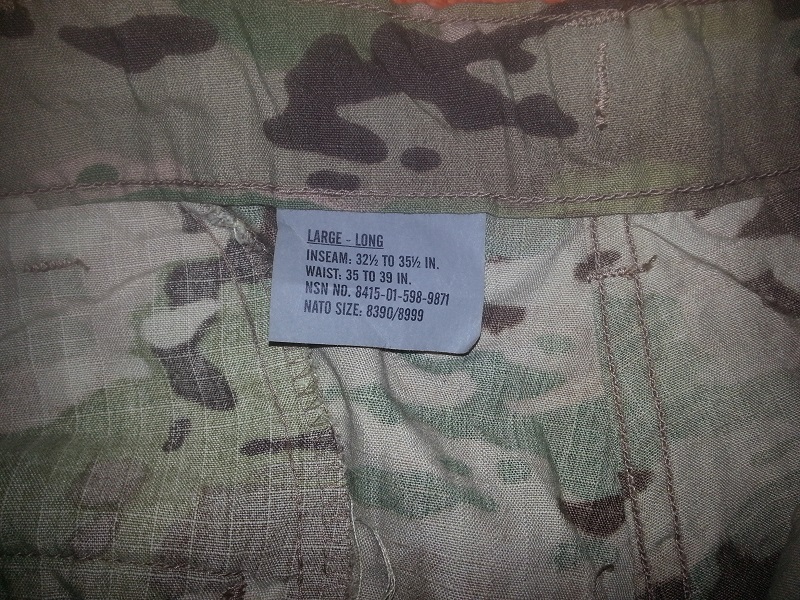 LARGE - LONG
INSEAM: 32½ TO 35½ IN.
WAIST: 35 TO 39 IN.
NSN NO. 8415-01-598-9871
NATO SIZE: 8390/8999